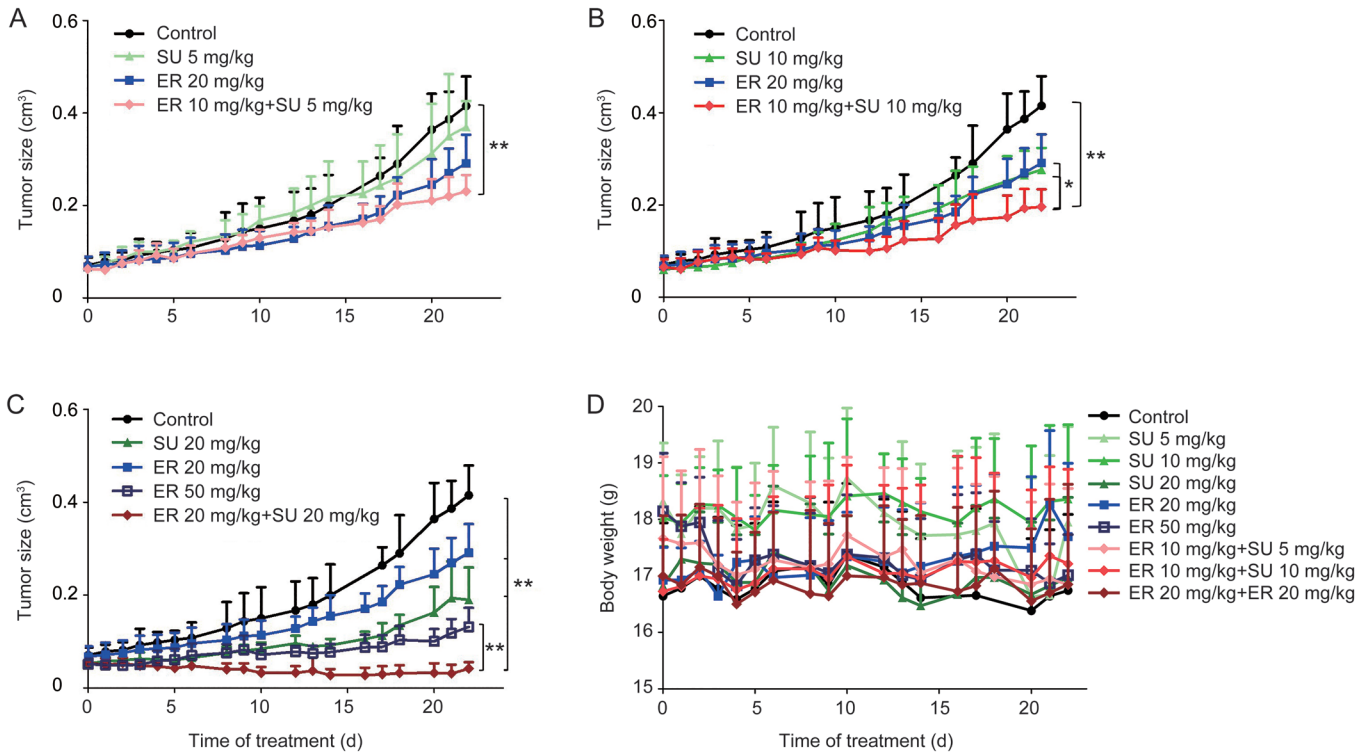 A
0.6
0.4
0.2
0
Tumor size (cm³)
Control
SU 5 mg/kg
ER 20 mg/kg
ER 10 mg/kg+SU 5 mg/kg
**
0 5 10 15 20
B
0.6
0.4
0.2
0
Tumor size (cm³)
Control
SU 10 mg/kg
ER 20 mg/kg
ER 10 mg/kg+SU 10 mg/kg
**
*
0 5 10 15 20
C
0.6
0.4
0.2
0
Tumor size (cm³)
Control
SU 20 mg/kg
ER 20 mg/kg
ER 50 mg/kg
ER 20 mg/kg+SU 20 mg/kg
**
**
0 5 10 15 20
Time of treatment (d)
D
20
19
18
17
16
15
Body weight (g)
Control
SU 5 mg/kg
SU 10 mg/kg
SU 20 mg/kg
ER 20 mg/kg
ER 50 mg/kg
ER 10 mg/kg+SU 5 mg/kg
ER 10 mg/kg+SU 10 mg/kg
ER 20 mg/kg+ER 20 mg/kg
0 5 10 15 20
Time of treatment (d)